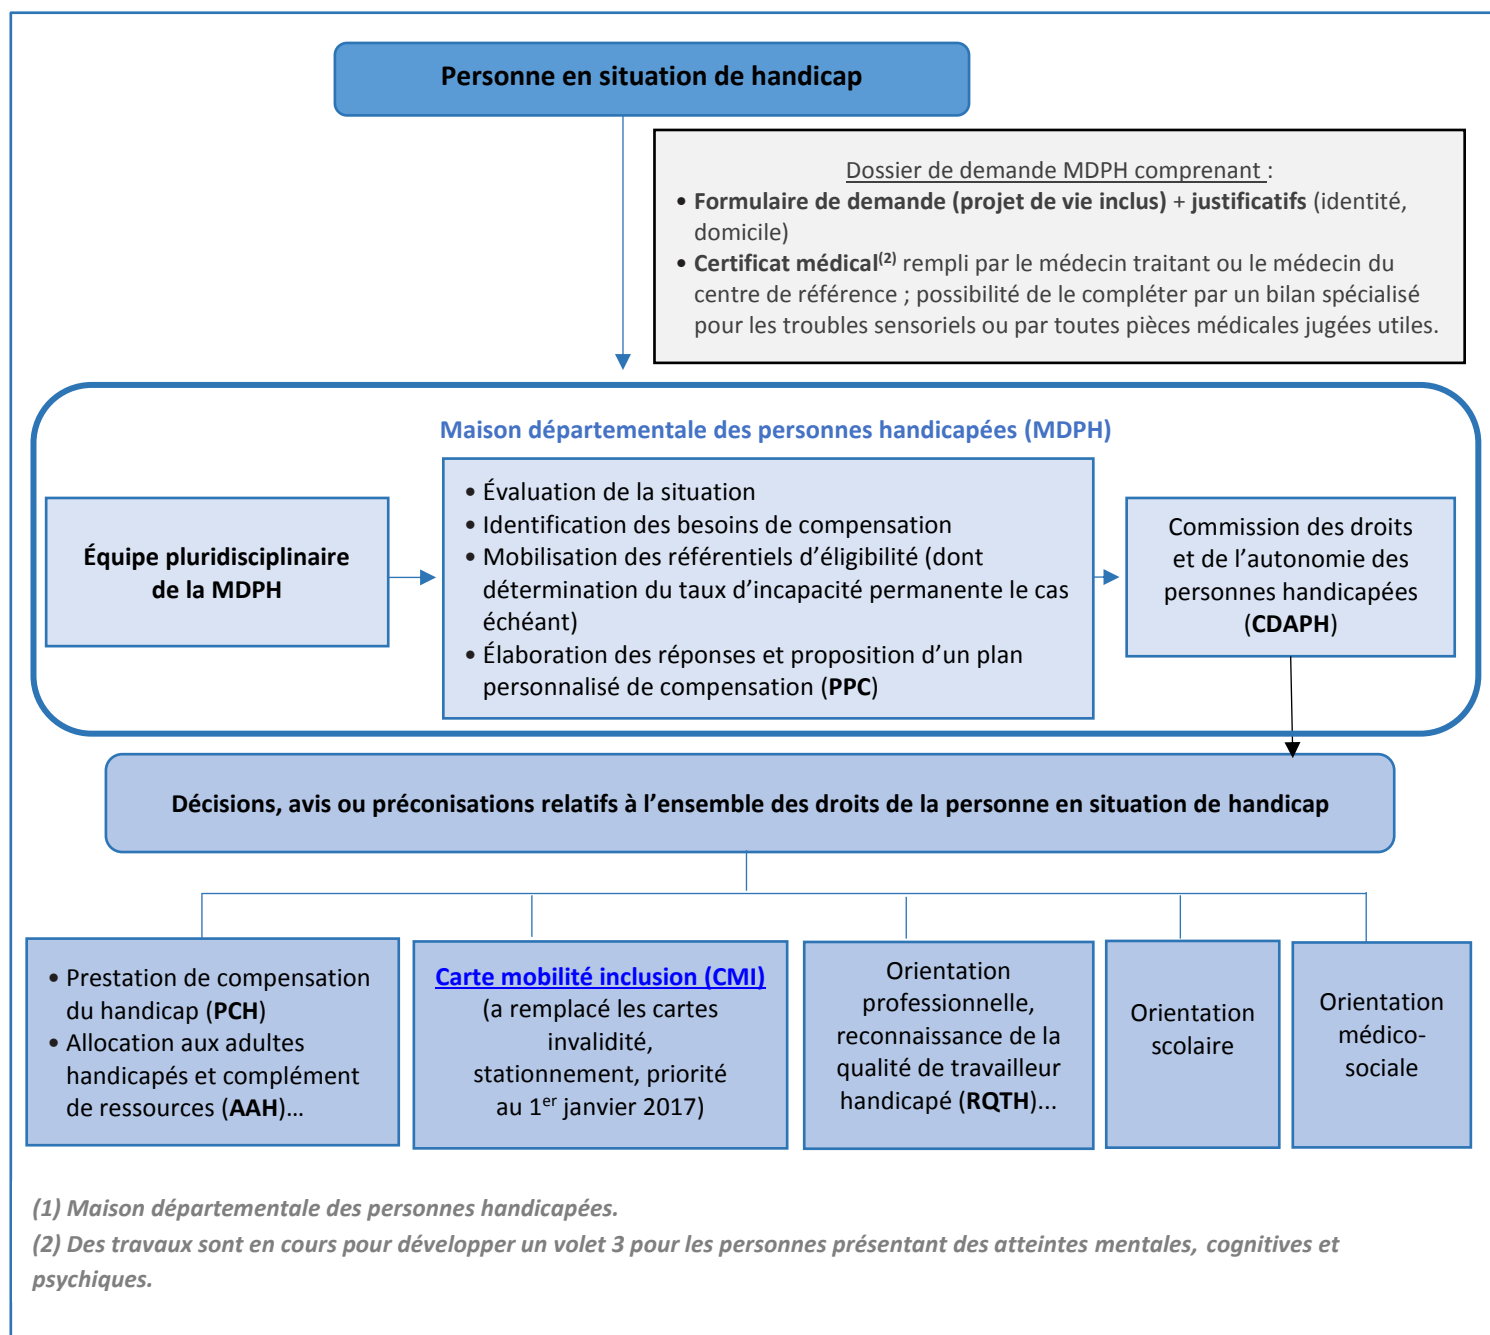 Personne en situation de handicap
Dossier de demande MDPH comprenant :
• Formulaire de demande (projet de vie inclus) + justificatifs (identité,
domicile)
• Certificat médical(2) rempli par le médecin traitant ou le médecin du
centre de référence ; possibilité de le compléter par un bilan spécialisé
pour les troubles sensoriels ou par toutes pièces médicales jugées utiles.
Maison départementale des personnes handicapées (MDPH)
Équipe pluridisciplinaire
de la MDPH
• Évaluation de la situation
• Identification des besoins de compensation
• Mobilisation des référentiels d’éligibilité (dont
détermination du taux d’incapacité permanente le cas
échéant)
• Élaboration des réponses et proposition d’un plan
personnalisé de compensation (PPC)
Commission des droits
et de l’autonomie des
personnes handicapées
(CDAPH)
Décisions, avis ou préconisations relatifs à l’ensemble des droits de la personne en situation de handicap
• Prestation de compensation
du handicap (PCH)
• Allocation aux adultes
handicapés et complément
de ressources (AAH)…
Carte mobilité inclusion (CMI)
(a remplacé les cartes
invalidité,
stationnement, priorité
au 1er janvier 2017)
Orientation
professionnelle,
reconnaissance de la
qualité de travailleur
handicapé (RQTH)...
Orientation
scolaire
Orientation
médico-
sociale
(1) Maison départementale des personnes handicapées.
(2) Des travaux sont en cours pour développer un volet 3 pour les personnes présentant des atteintes mentales, cognitives et
psychiques.